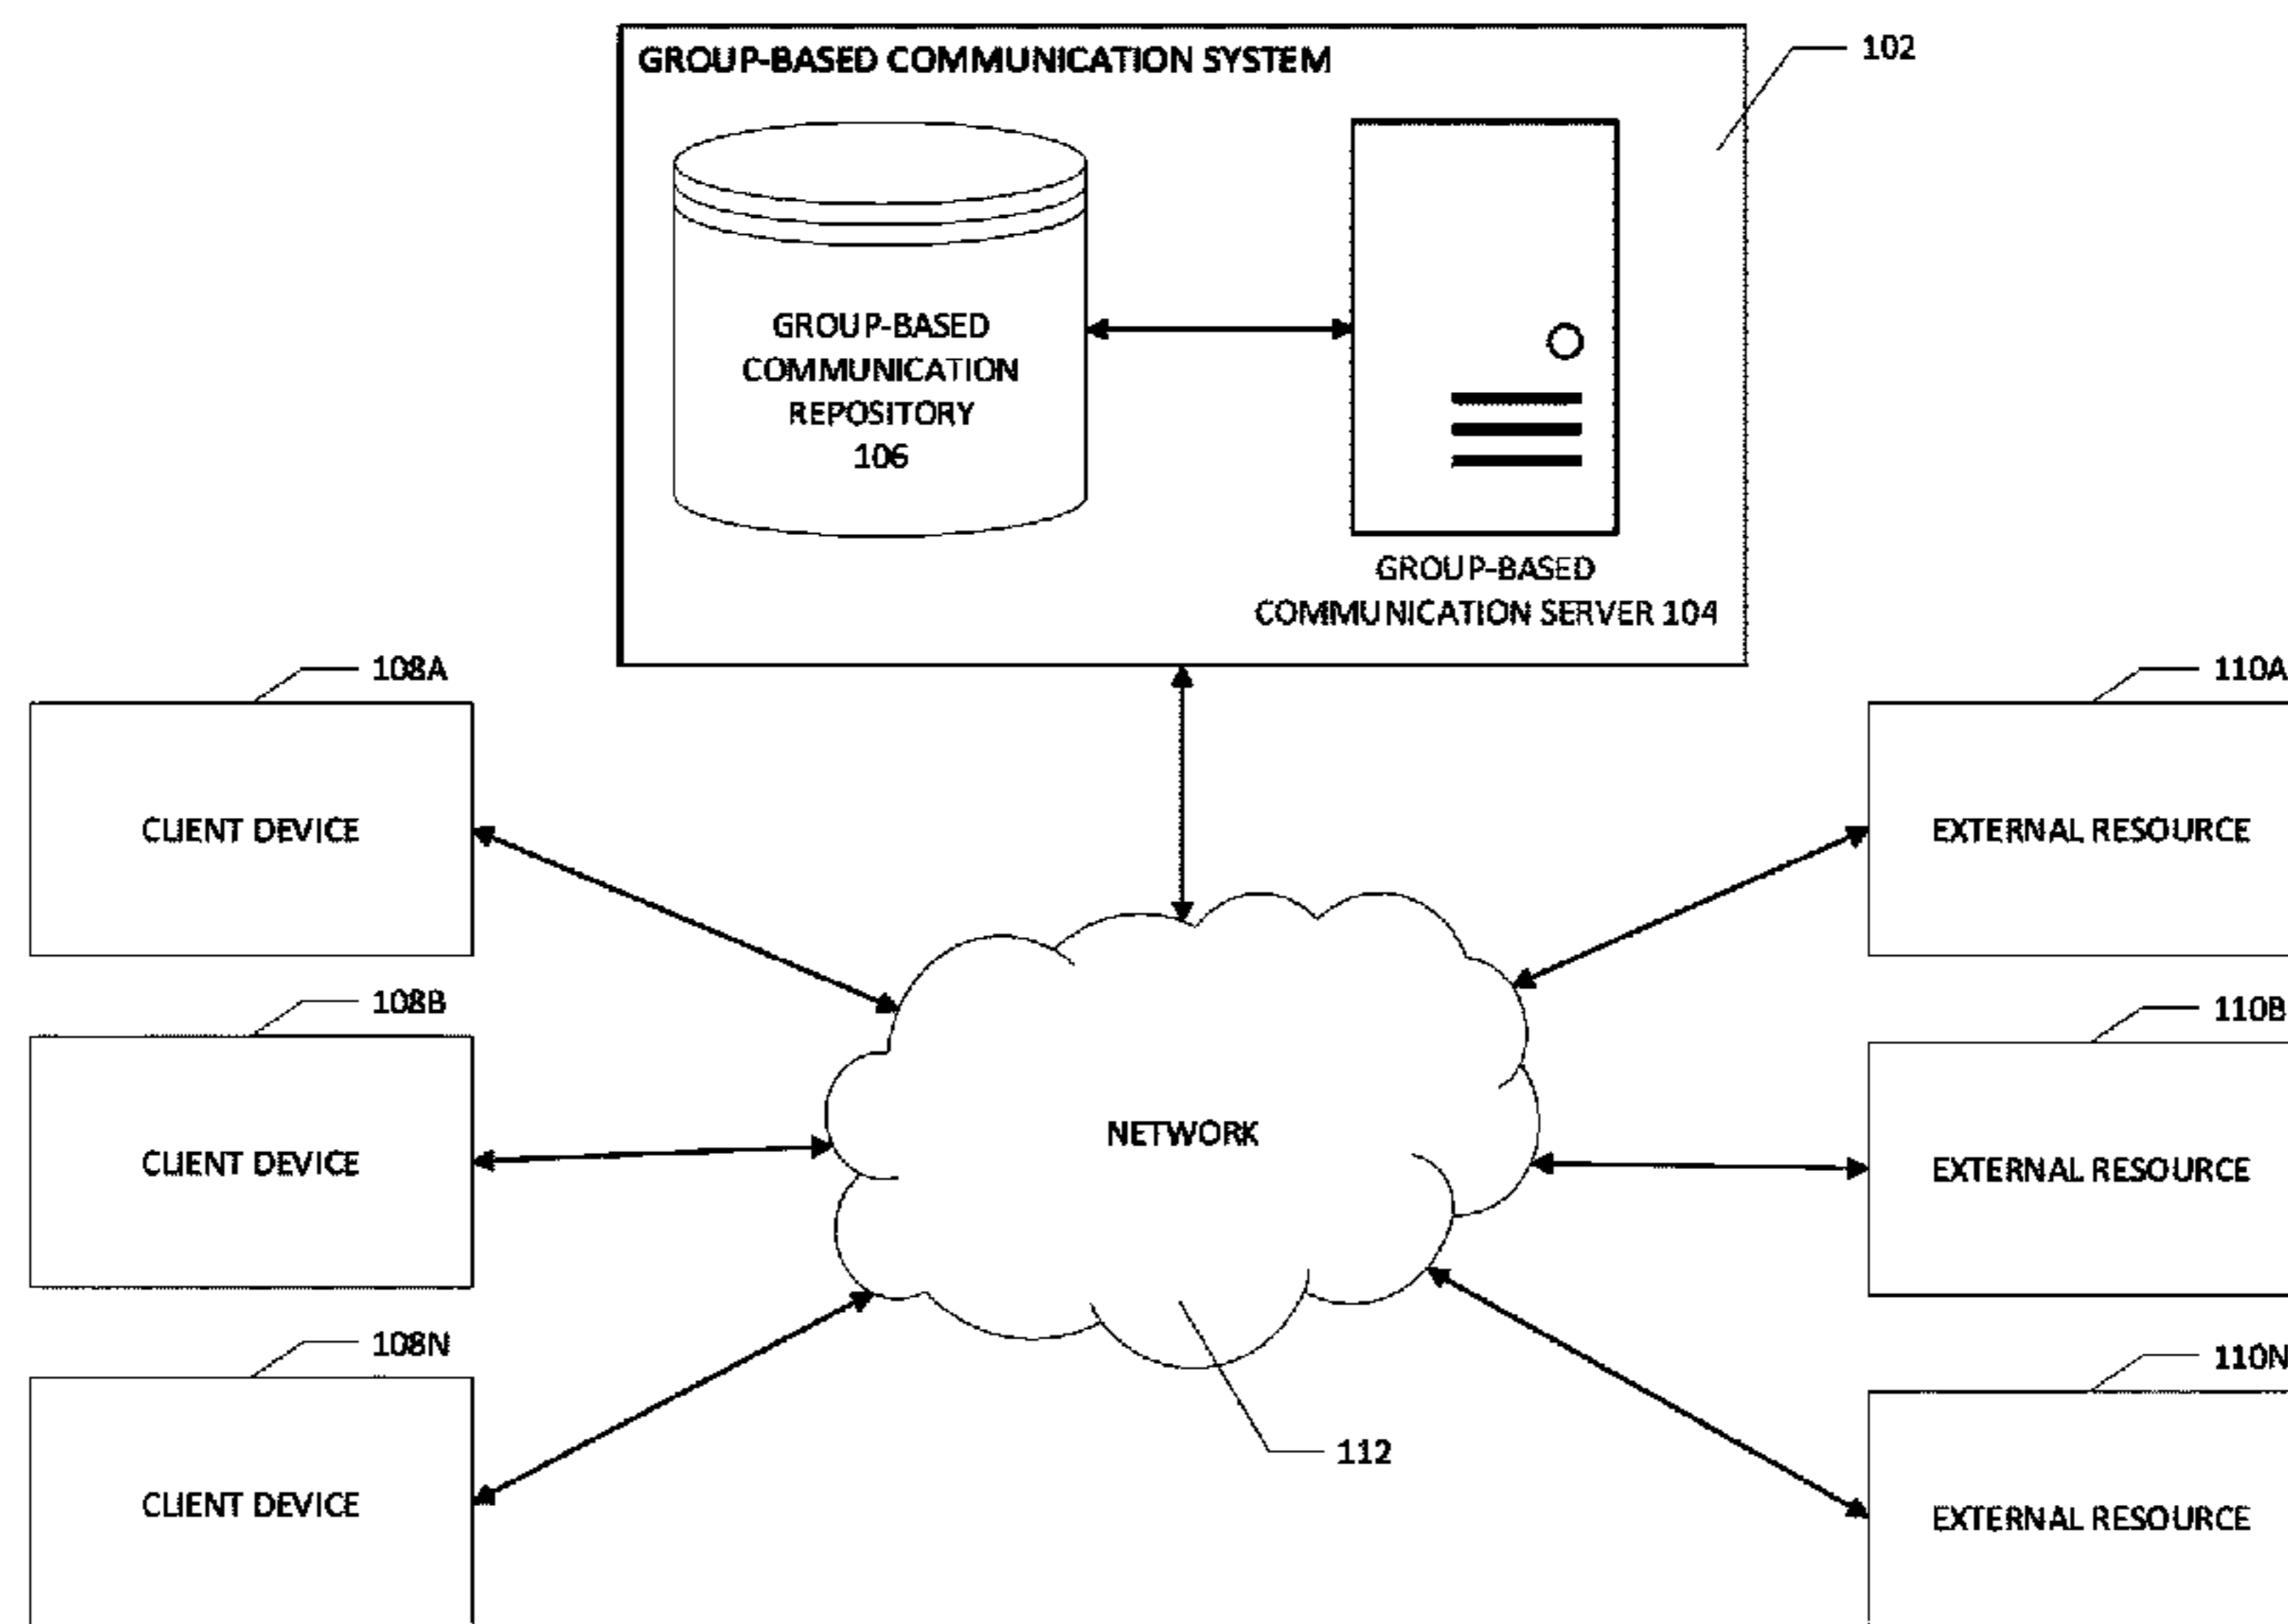 GROUP-BASED COMMUNICATION SYSTEM
102
GROUP-BASED
COMMUNICATION
REPOSITORY
106
GROUP-BASED
COMMUNICATION SERVER 104
108A
110A
CLIENT DEVICE
EXTERNAL RESOURCE
108B
110B
CLIENT DEVICE
NETWORK
EXTERNAL RESOURCE
108N
110N
112
CLIENT DEVICE
EXTERNAL RESOURCE